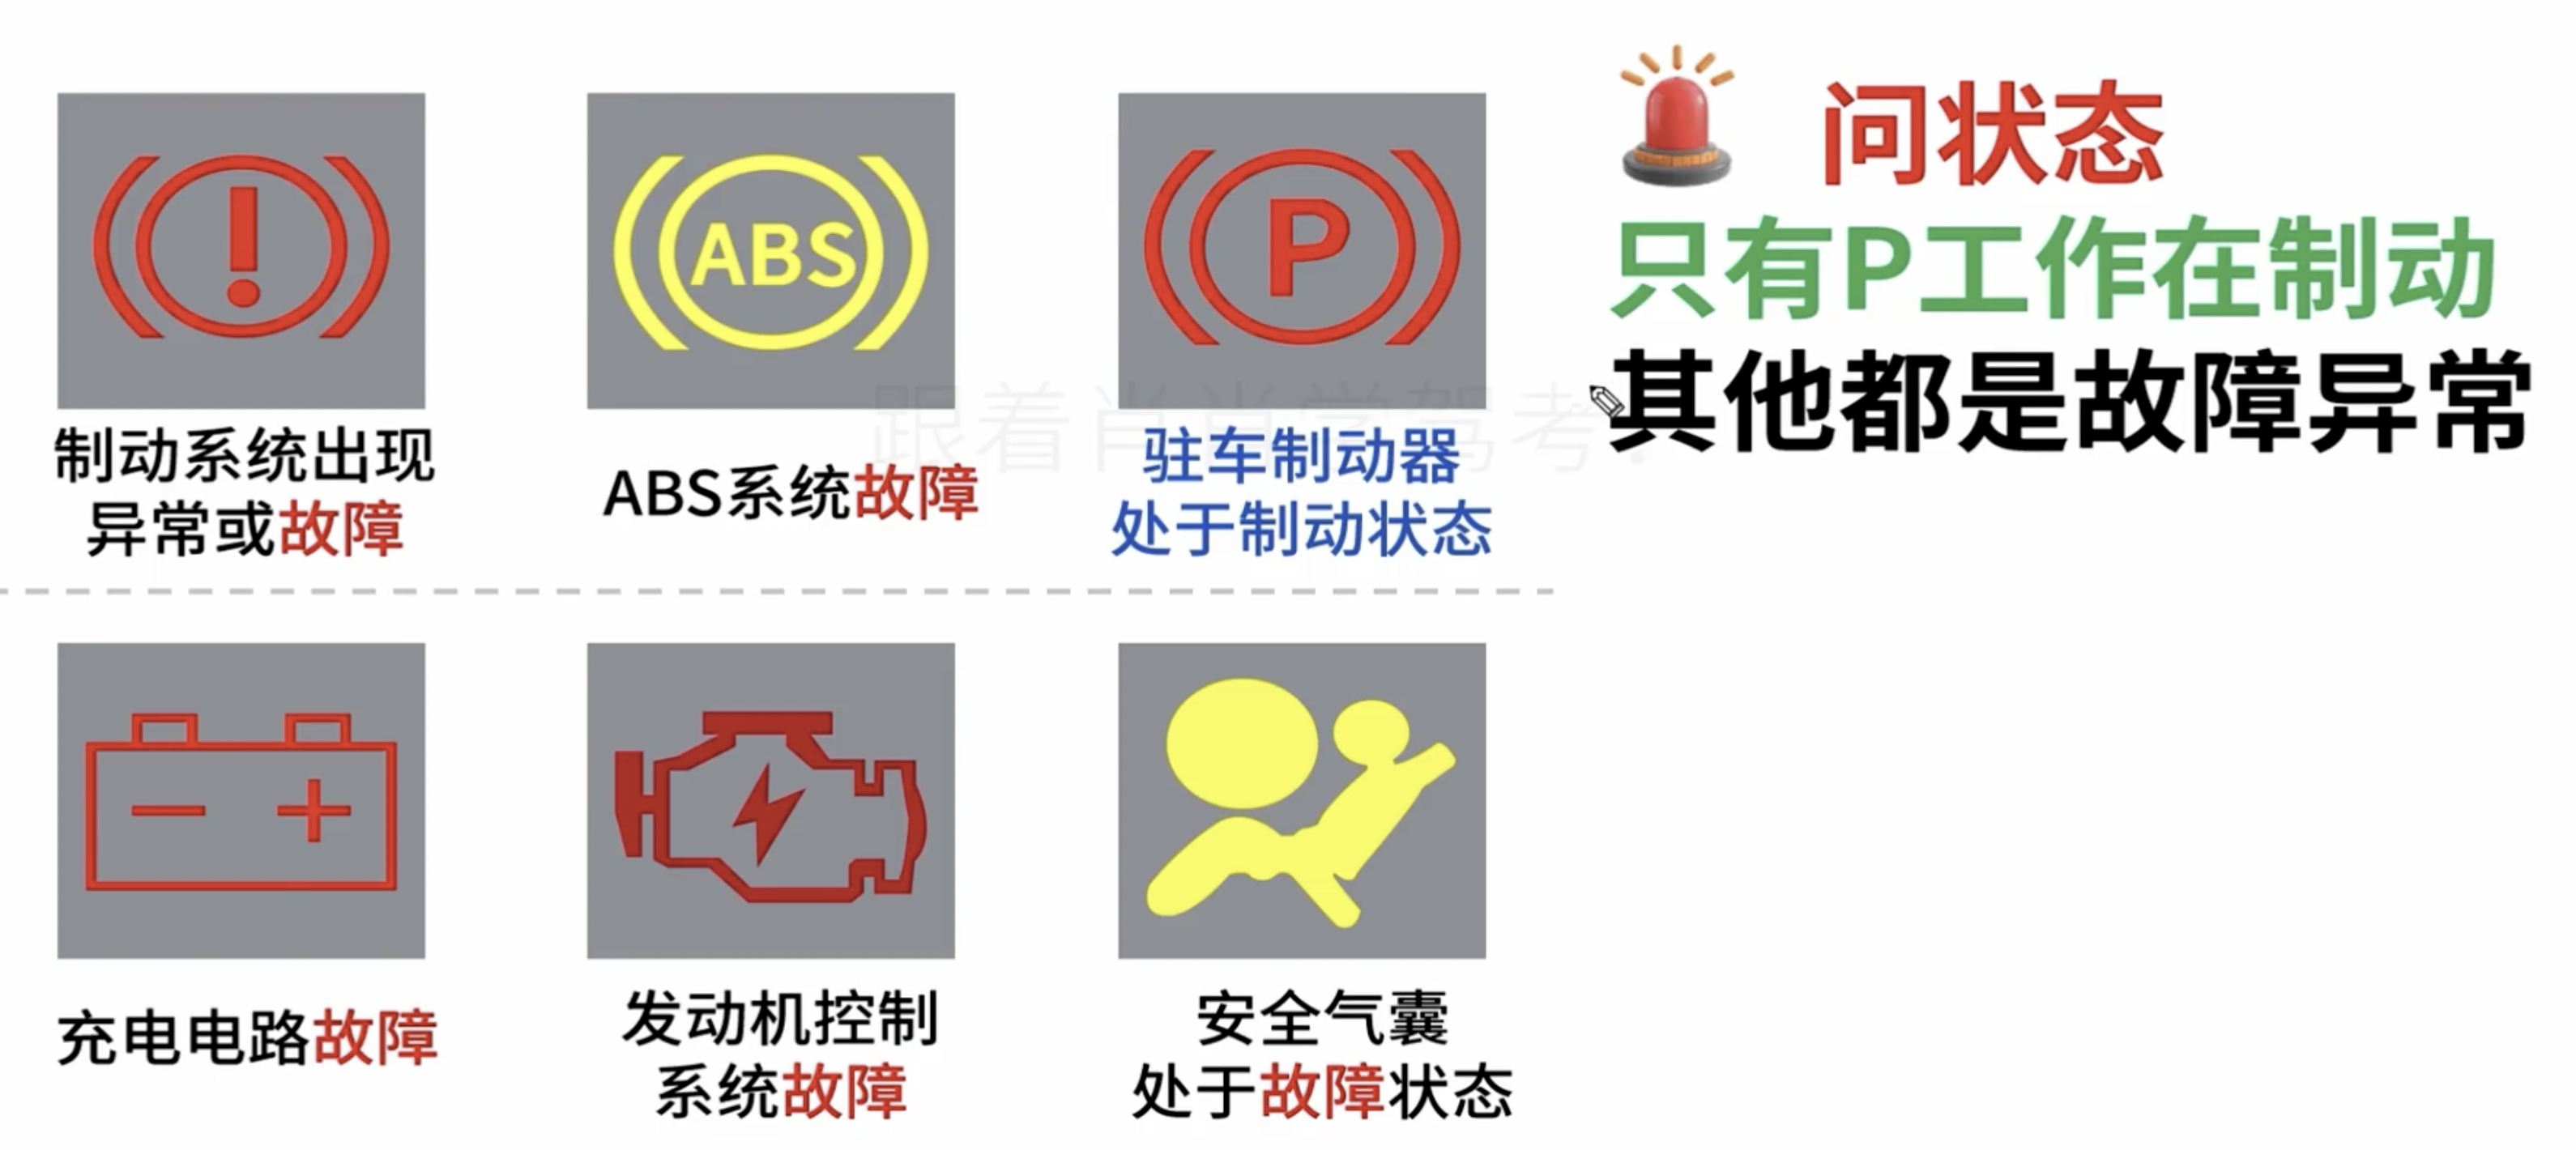 问状态
只有P工作在制动
其他都是故障异常
!
ABS
P
制动系统出现
异常或故障
ABS系统故障
驻车制动器
处于制动状态
跟着肖肖学驾考!
充电电路故障
发动机控制
系统故障
安全气囊
处于故障状态